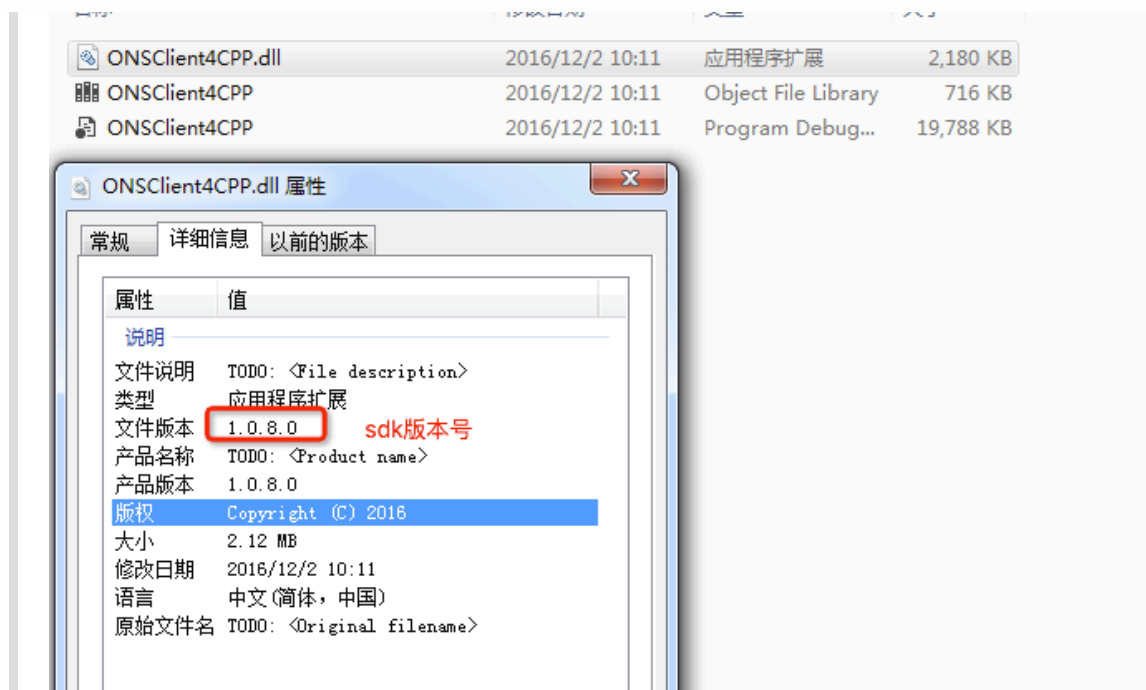 ONSClient4CPP.dll 2016/12/2 10:11 应用程序扩展 2,180 KB
ONSClient4CPP 2016/12/2 10:11 Object File Library 716 KB
ONSClient4CPP 2016/12/2 10:11 Program Debug... 19,788 KB
ONSClient4CPP.dll 属性
常规 详细信息 以前的版本
属性 值
说明
文件说明 TODO: <File description>
类型 应用程序扩展
文件版本 1.0.8.0 sdk版本号
产品名称 TODO: <Product name>
产品版本 1.0.8.0
版权 Copyright (C) 2016
大小 2.12 MB
修改日期 2016/12/2 10:11
语言 中文(简体，中国)
原始文件名 TODO: <Original filename>